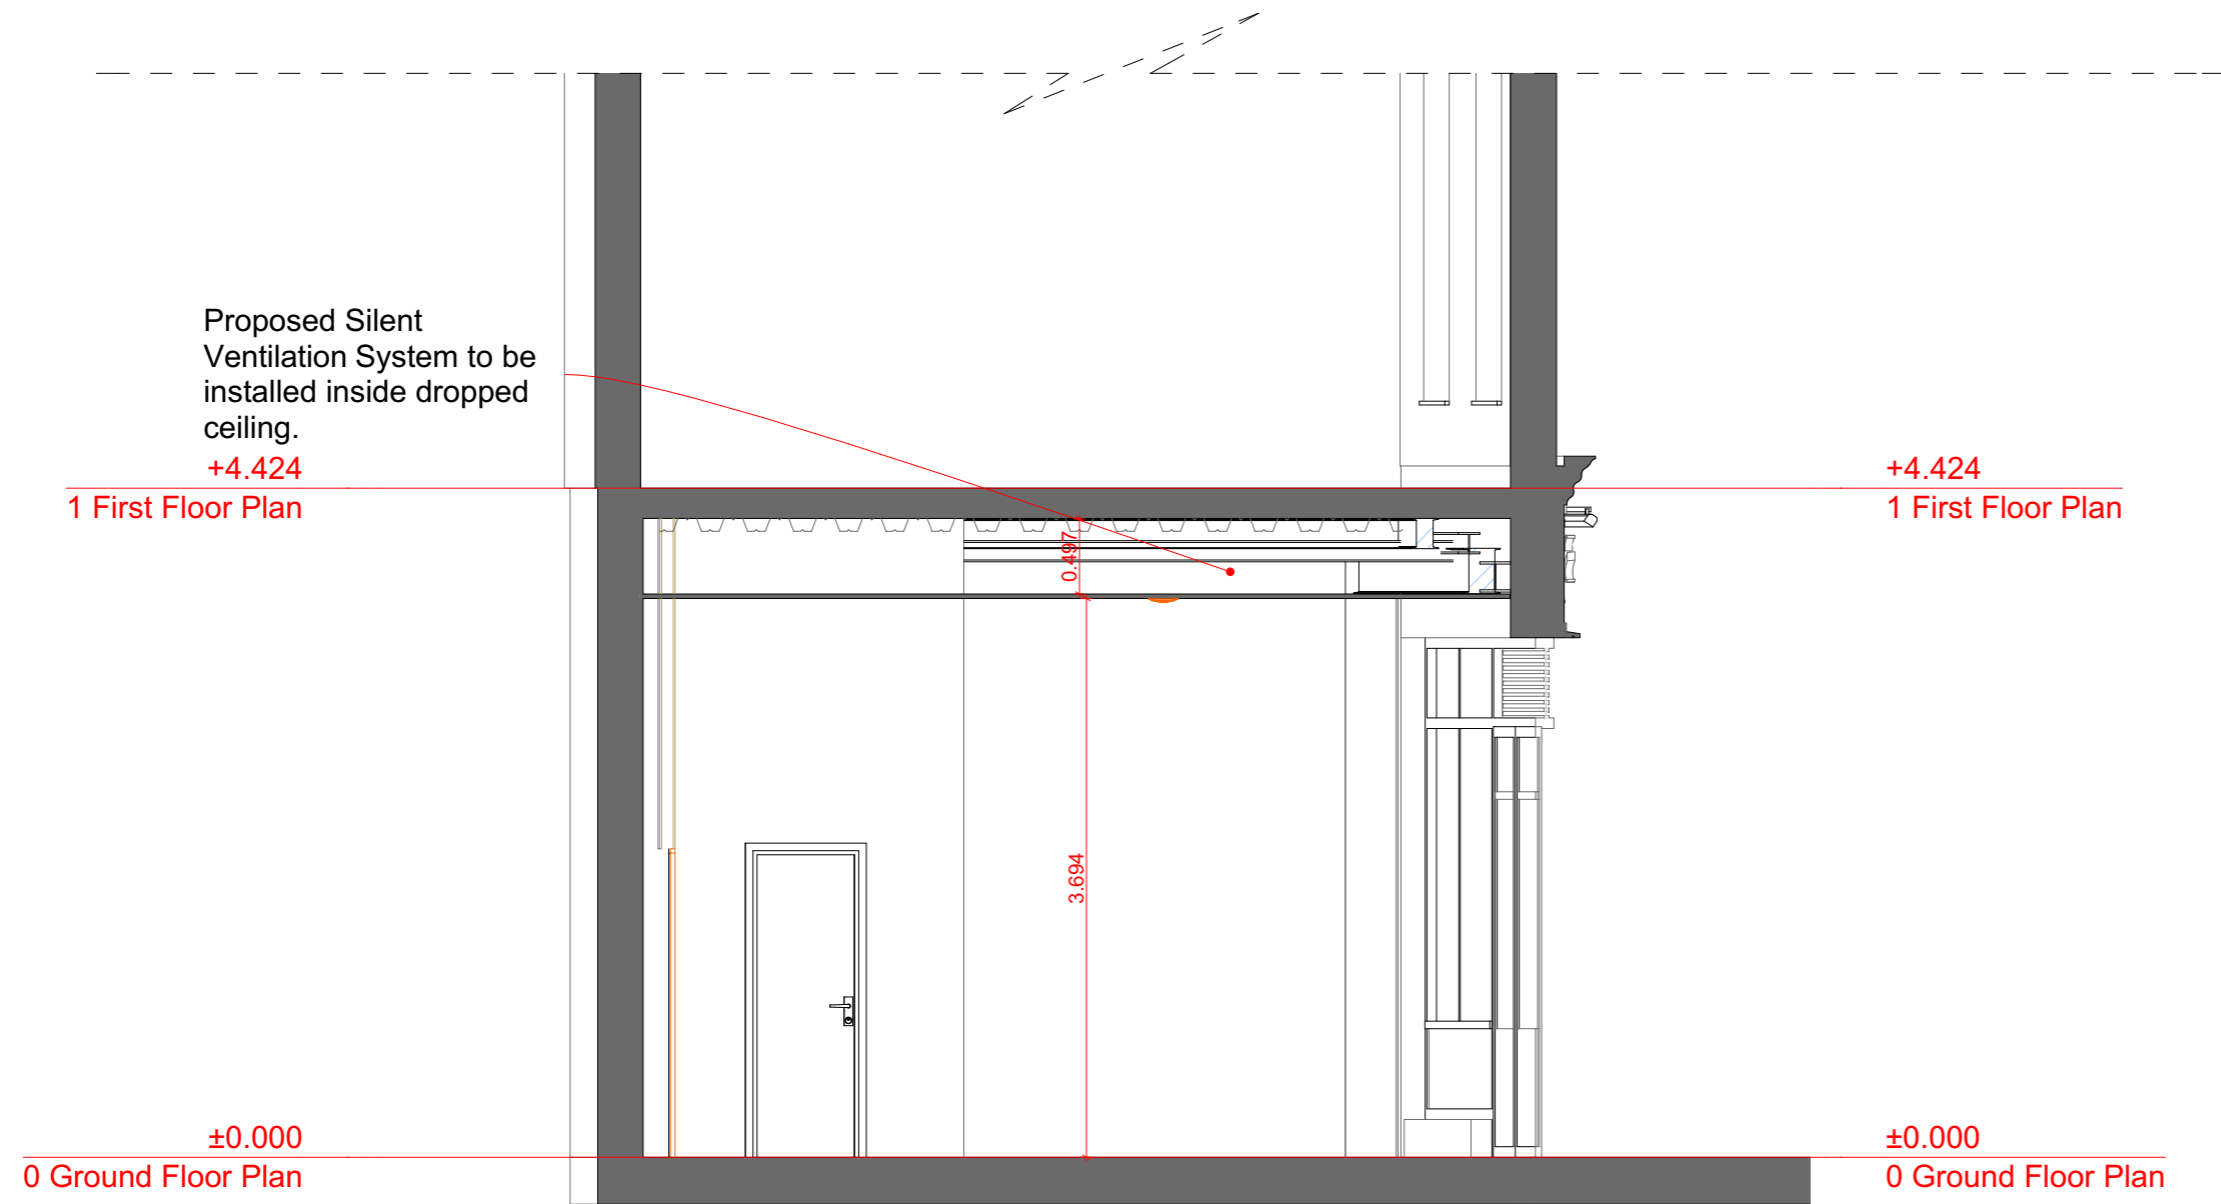 Proposed Silent
Ventilation System to be
installed inside dropped
ceiling.
+4.424
1 First Floor Plan
+4.424
1 First Floor Plan
0.497
3.694
±0.000
0 Ground Floor Plan
±0.000
0 Ground Floor Plan